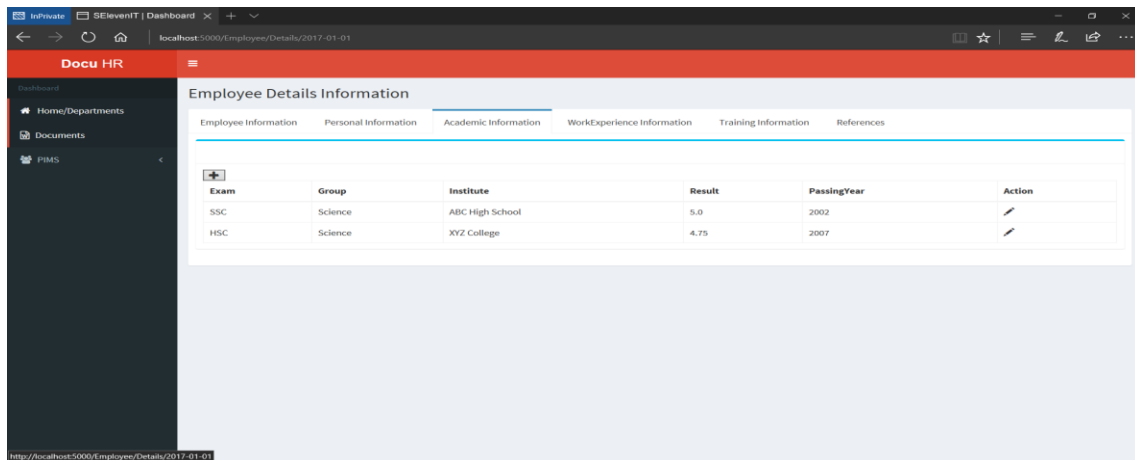 InPrivate SElevenIT | Dashboard
localhost:5000/Employee/Details/2017-01-01
Docu HR
Dashboard
Home/Departments
Documents
PIMS
Employee Details Information
Employee Information Personal Information Academic Information WorkExperience Information Training Information References
Exam Group Institute Result PassingYear Action
SSC Science ABC High School 5.0 2002
HSC Science XYZ College 4.75 2007
http://localhost:5000/Employee/Details/2017-01-01